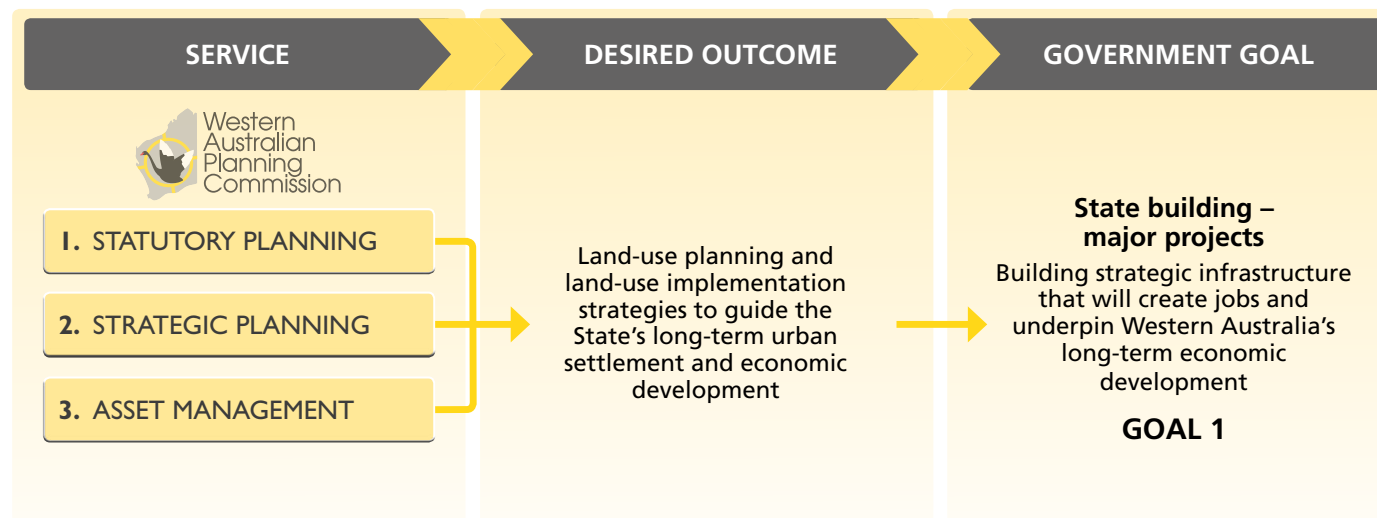 SERVICE
DESIRED OUTCOME
GOVERNMENT GOAL
Western
Australian
Planning
Commission
1. STATUTORY PLANNING
2. STRATEGIC PLANNING
3. ASSET MANAGEMENT
Land-use planning and
land-use implementation
strategies to guide the
State’s long-term urban
settlement and economic
development
State building –
major projects
Building strategic infrastructure
that will create jobs and
underpin Western Australia’s
long-term economic
development
GOAL 1